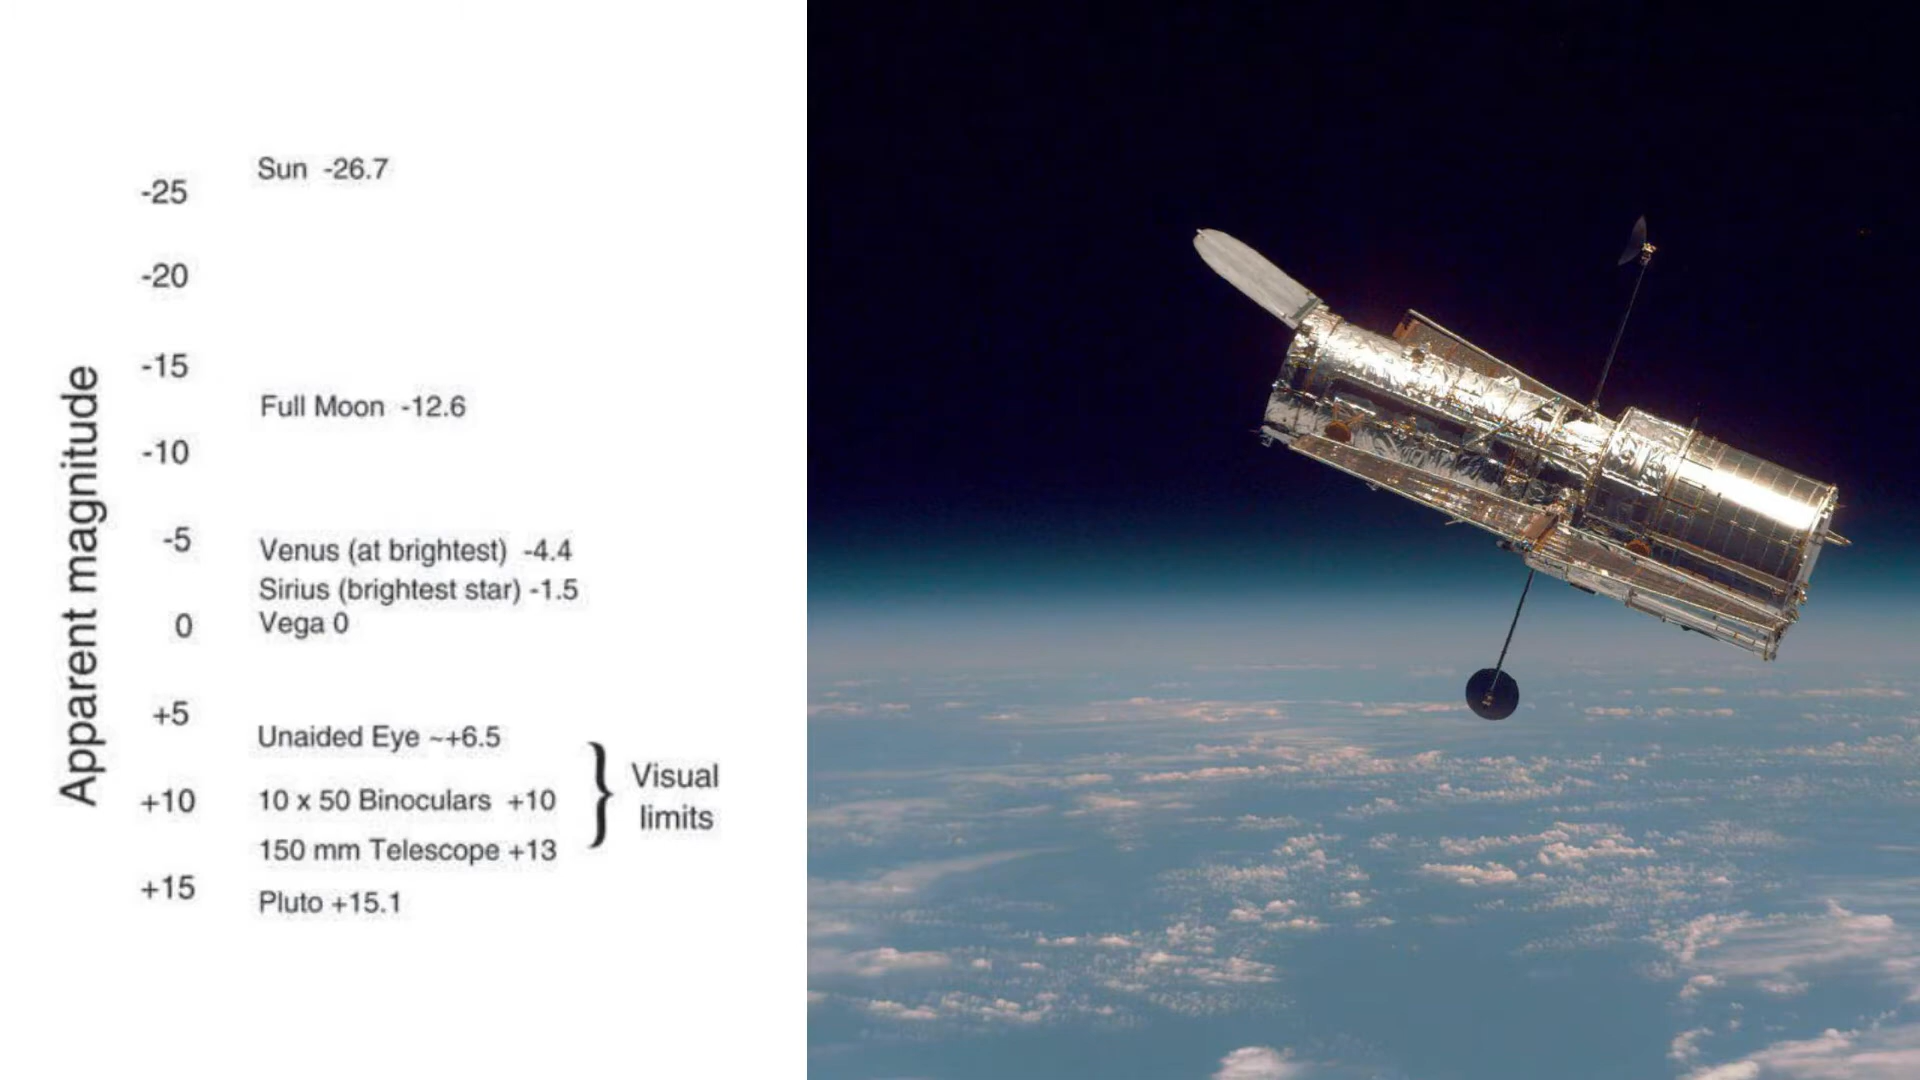 Apparent magnitude
-25
Sun -26.7
-20
-15
Full Moon -12.6
-10
-5
Venus (at brightest) -4.4
Sirius (brightest star) -1.5
0
Vega 0
+5
Unaided Eye ~+6.5
+10
10 x 50 Binoculars +10
Visual
limits
150 mm Telescope +13
+15
Pluto +15.1